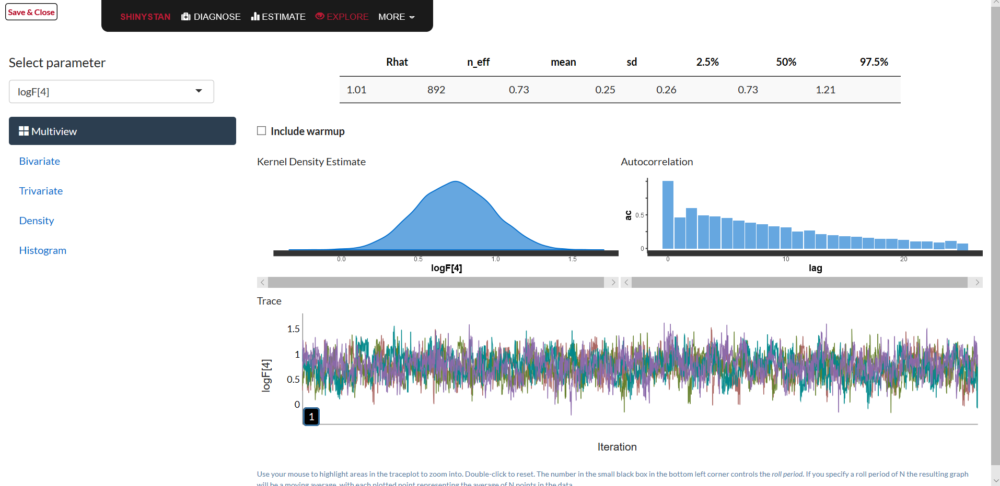 Save & Close
SHINYSTAN DIAGNOSE ESTIMATE EXPLORE MORE
Select parameter
logF[4]
Multiview
Bivariate
Trivariate
Density
Histogram
Rhat n_eff mean sd 2.5% 50% 97.5%
1.01 892 0.73 0.25 0.26 0.73 1.21
Include warmup
Kernel Density Estimate
0.0 0.5 1.0 1.5
logF[4]
Autocorrelation
ac
0.5
0
0 10 20
lag
Trace
logF[4]
1.5
1
0.5
0
1
Iteration
Use your mouse to highlight areas in the traceplot to zoom into. Double-click to reset. The number in the small black box in the bottom left corner controls the roll period. If you specify a roll period of N the resulting graph
will be a moving average, with each plotted point representing the average of N points in the data.